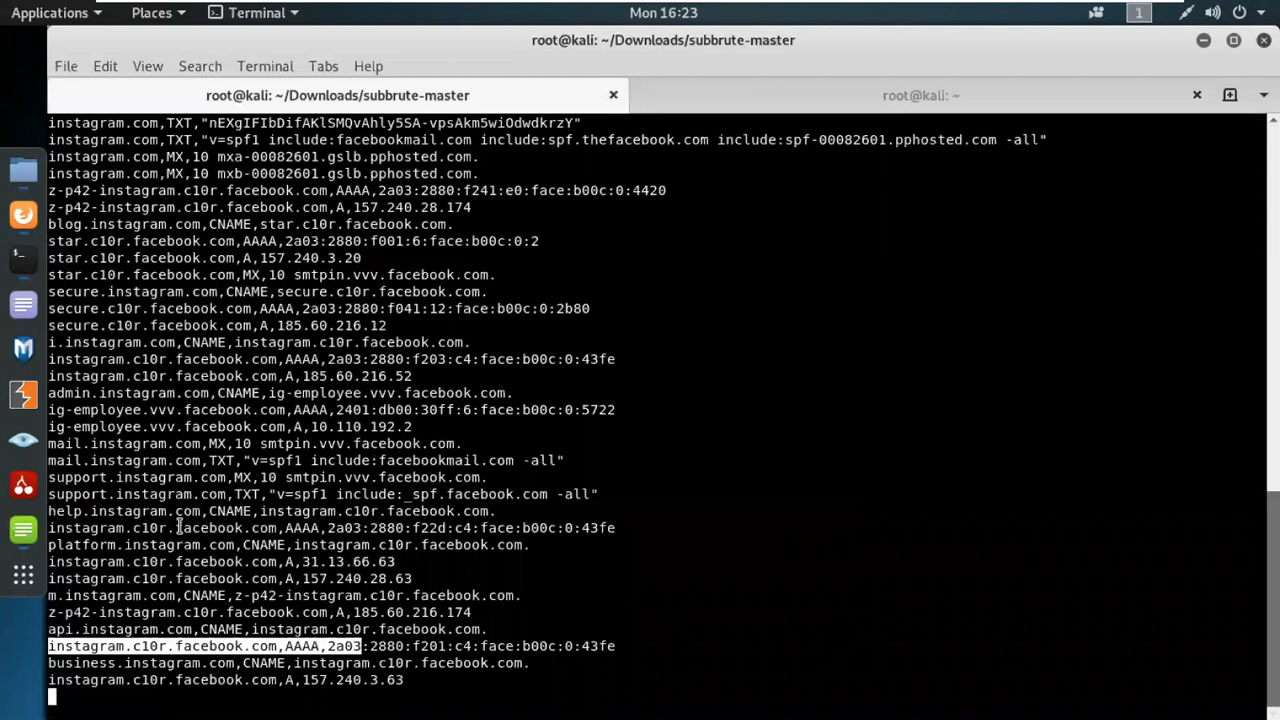 Applications
Places
Terminal
Mon 16:23
1
root@kali: ~/Downloads/subbrute-master
File Edit View Search Terminal Tabs Help
root@kali: ~/Downloads/subbrute-master
root@kali: ~
instagram.com,TXT,"nEXgIFIbDifAKlSMQvAhly5SA-vpsAkm5wiOdwdkrzY"
instagram.com,TXT,"v=spf1 include:facebookmail.com include:spf.thefacebook.com include:spf-00082601.pphosted.com -all"
instagram.com,MX,10 mxa-00082601.gslb.pphosted.com.
instagram.com,MX,10 mxb-00082601.gslb.pphosted.com.
z-p42-instagram.c10r.facebook.com,AAAA,2a03:2880:f241:e0:face:b00c:0:4420
z-p42-instagram.c10r.facebook.com,A,157.240.28.174
blog.instagram.com,CNAME,star.c10r.facebook.com.
star.c10r.facebook.com,AAAA,2a03:2880:f001:6:face:b00c:0:2
star.c10r.facebook.com,A,157.240.3.20
star.c10r.facebook.com,MX,10 smtpin.vvv.facebook.com.
secure.instagram.com,CNAME,secure.c10r.facebook.com.
secure.c10r.facebook.com,AAAA,2a03:2880:f041:12:face:b00c:0:2b80
secure.c10r.facebook.com,A,185.60.216.12
i.instagram.com,CNAME,instagram.c10r.facebook.com.
instagram.c10r.facebook.com,AAAA,2a03:2880:f203:c4:face:b00c:0:43fe
instagram.c10r.facebook.com,A,185.60.216.52
admin.instagram.com,CNAME,ig-employee.vvv.facebook.com.
ig-employee.vvv.facebook.com,AAAA,2401:db00:30ff:6:face:b00c:0:5722
ig-employee.vvv.facebook.com,A,10.110.192.2
mail.instagram.com,MX,10 smtpin.vvv.facebook.com.
mail.instagram.com,TXT,"v=spf1 include:facebookmail.com -all"
support.instagram.com,MX,10 smtpin.vvv.facebook.com.
support.instagram.com,TXT,"v=spf1 include:_spf.facebook.com -all"
help.instagram.com,CNAME,instagram.c10r.facebook.com.
instagram.c10r.facebook.com,AAAA,2a03:2880:f22d:c4:face:b00c:0:43fe
platform.instagram.com,CNAME,instagram.c10r.facebook.com.
instagram.c10r.facebook.com,A,31.13.66.63
instagram.c10r.facebook.com,A,157.240.28.63
m.instagram.com,CNAME,z-p42-instagram.c10r.facebook.com.
z-p42-instagram.c10r.facebook.com,A,185.60.216.174
api.instagram.com,CNAME,instagram.c10r.facebook.com.
instagram.c10r.facebook.com,AAAA,2a03:2880:f201:c4:face:b00c:0:43fe
business.instagram.com,CNAME,instagram.c10r.facebook.com.
instagram.c10r.facebook.com,A,157.240.3.63